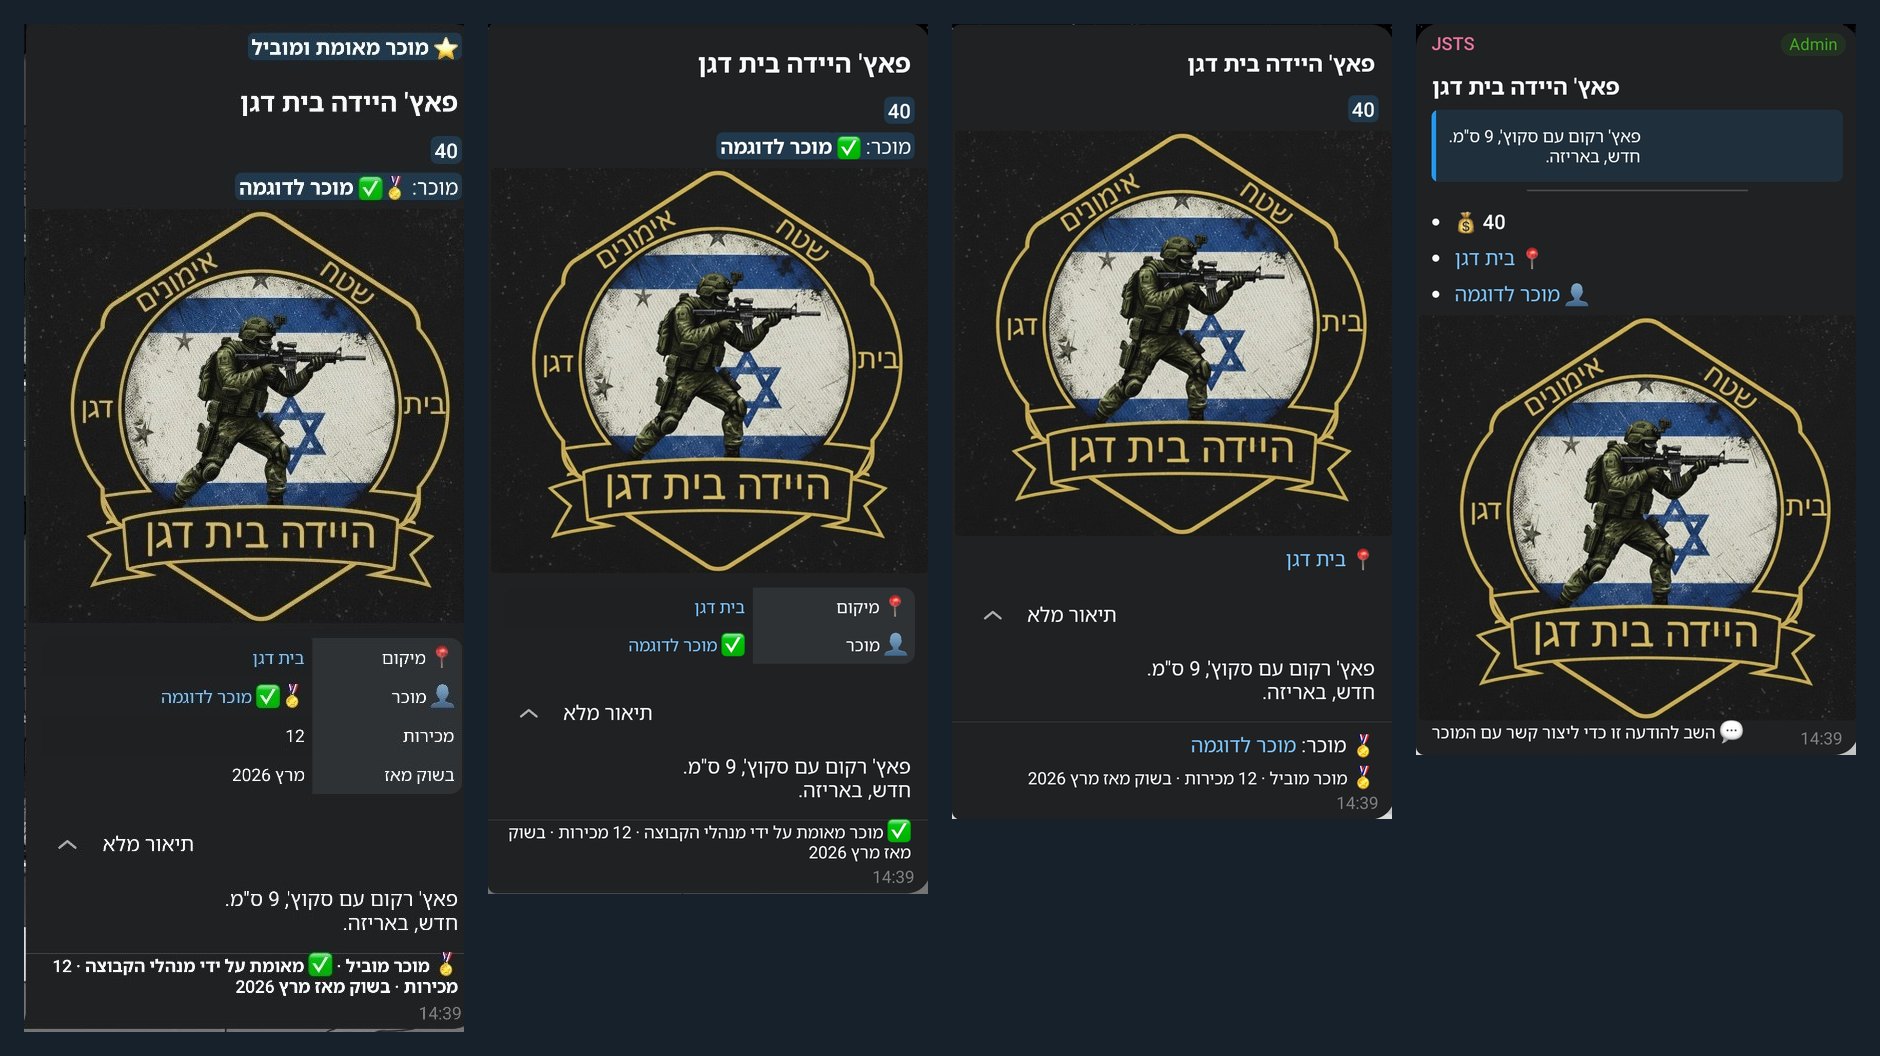 ⭐ מוכר מאומת ומוביל
פאץ' היידה בית דגן
40
מוכר: 🎖️✅ מוכר לדוגמה
שטח אימונים
בית דגן
היידה בית דגן
📍 מיקום בית דגן
👤 מוכר 🎖️✅ מוכר לדוגמה
מכירות 12
בשוק מאז מרץ 2026
תיאור מלא
פאץ' רקום עם סקוץ', 9 ס"מ.
חדש, באריזה.
🎖️ מוכר מוביל · ✅ מאומת על ידי מנהלי הקבוצה · 12
מכירות · בשוק מאז מרץ 2026
14:39
פאץ' היידה בית דגן
40
מוכר: ✅ מוכר לדוגמה
שטח אימונים
בית דגן
היידה בית דגן
📍 מיקום בית דגן
👤 מוכר ✅ מוכר לדוגמה
תיאור מלא
פאץ' רקום עם סקוץ', 9 ס"מ.
חדש, באריזה.
✅ מוכר מאומת על ידי מנהלי הקבוצה · 12 מכירות · בשוק
מאז מרץ 2026
14:39
פאץ' היידה בית דגן
40
שטח אימונים
בית דגן
היידה בית דגן
📍 בית דגן
תיאור מלא
פאץ' רקום עם סקוץ', 9 ס"מ.
חדש, באריזה.
🎖️ מוכר: מוכר לדוגמה
🎖️ מוכר מוביל · 12 מכירות · בשוק מאז מרץ 2026
14:39
JSTS Admin
פאץ' היידה בית דגן
פאץ' רקום עם סקוץ', 9 ס"מ.
חדש, באריזה.
• 💰 40
• 📍 בית דגן
• 👤 מוכר לדוגמה
שטח אימונים
בית דגן
היידה בית דגן
💬 השב להודעה זו כדי ליצור קשר עם המוכר
14:39